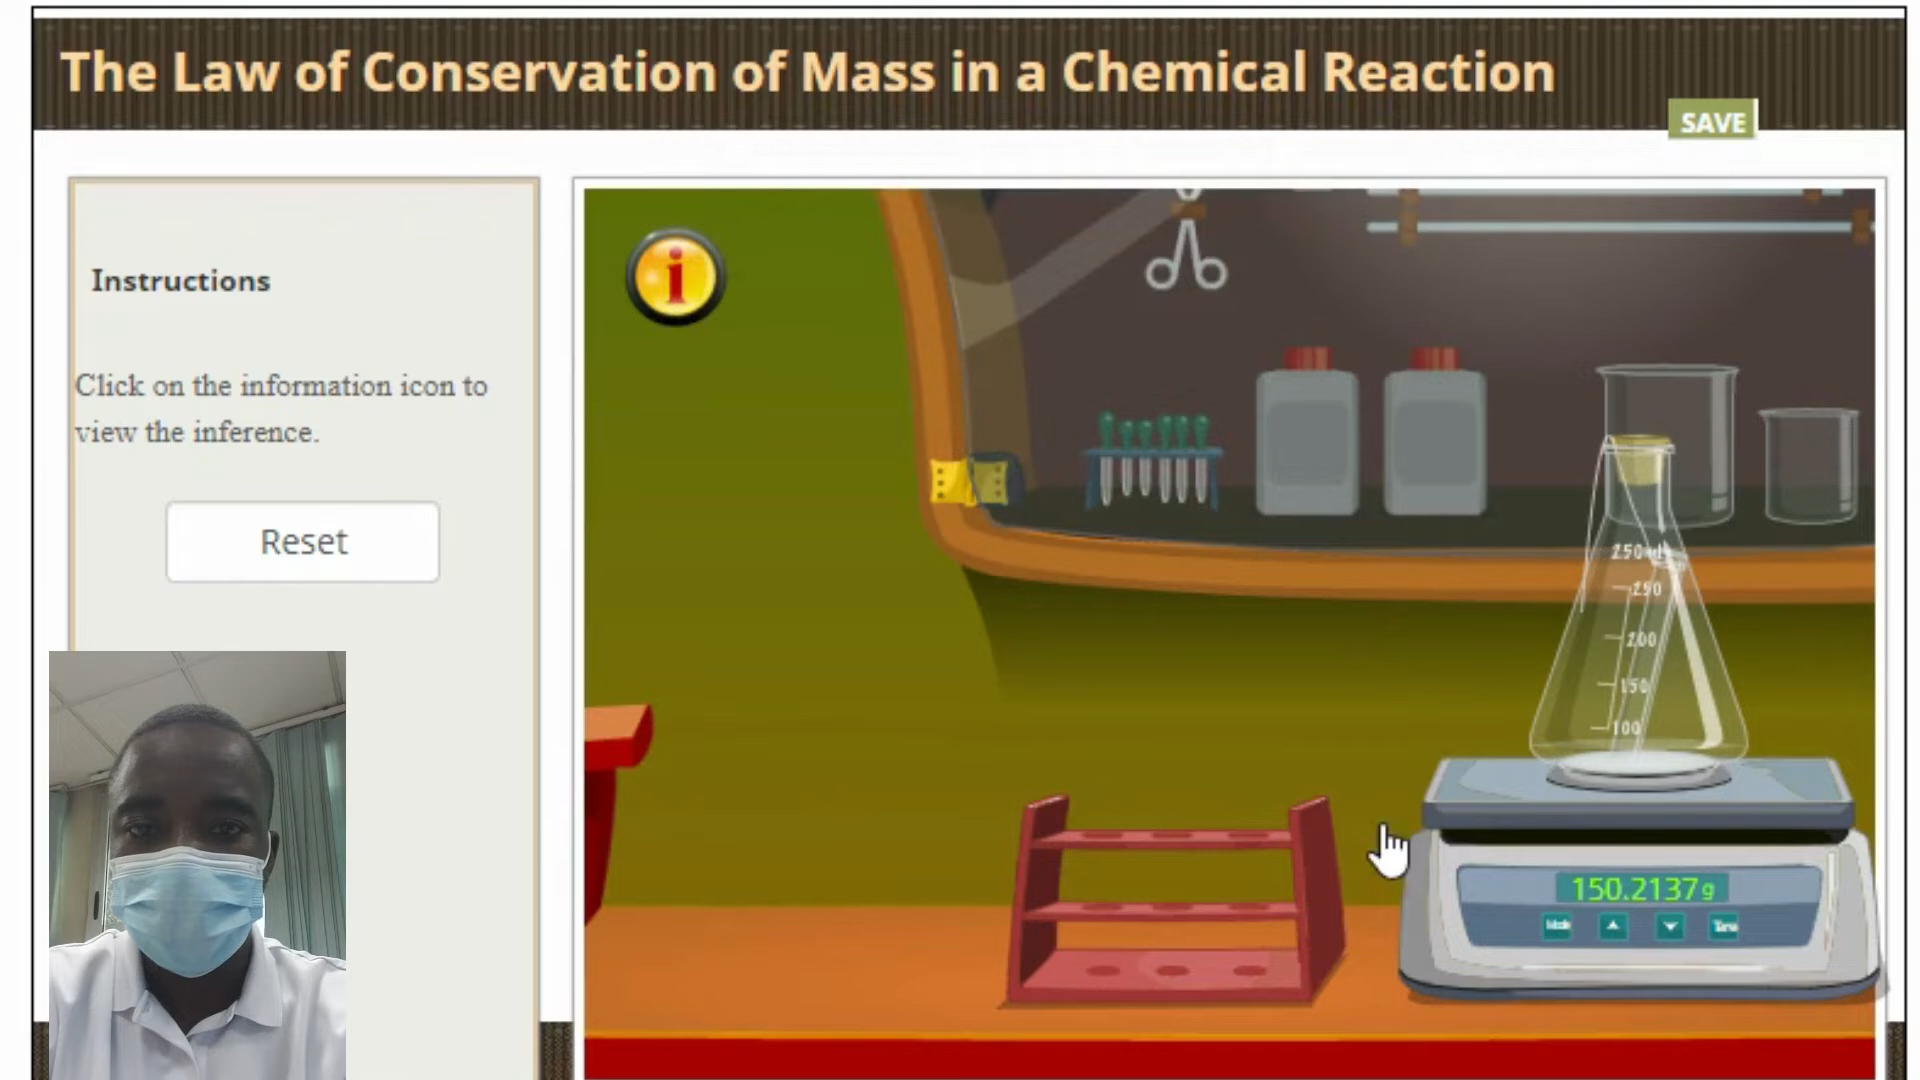 The Law of Conservation of Mass in a Chemical Reaction
SAVE
Instructions
Click on the information icon to
view the inference.
Reset
i
250
250
200
150
100
150.2137g